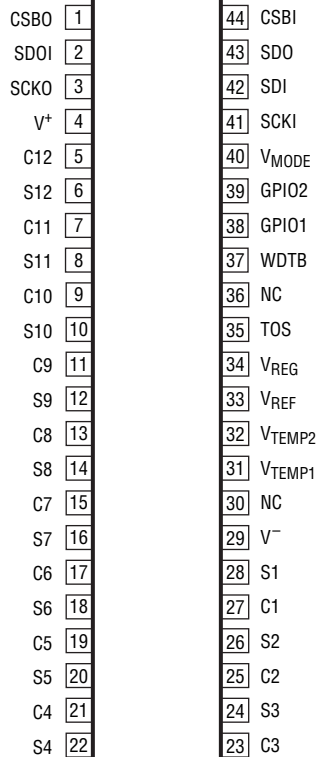 CSBO 1 44 CSBI
SDOI 2 43 SDO
SCKO 3 42 SDI
V+ 4 41 SCKI
C12 5 40 VMODE
S12 6 39 GPIO2
C11 7 38 GPIO1
S11 8 37 WDTB
C10 9 36 NC
S10 10 35 TOS
C9 11 34 VREG
S9 12 33 VREF
C8 13 32 VTEMP2
S8 14 31 VTEMP1
C7 15 30 NC
S7 16 29 V−
C6 17 28 S1
S6 18 27 C1
C5 19 26 S2
S5 20 25 C2
C4 21 24 S3
S4 22 23 C3